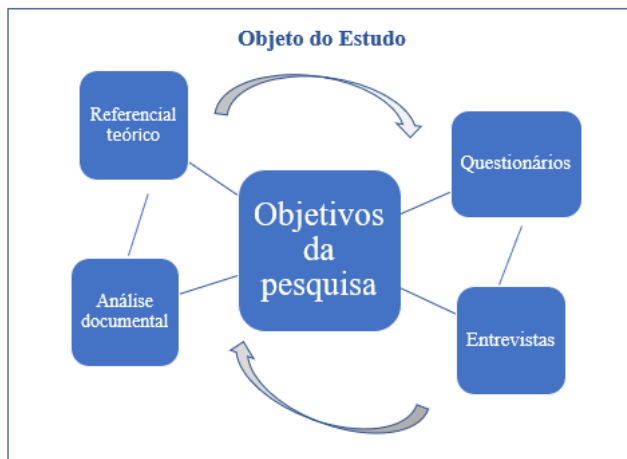 Objeto do Estudo
Referencial
teórico
Questionários
Objetivos
da
pesquisa
Análise
documental
Entrevistas